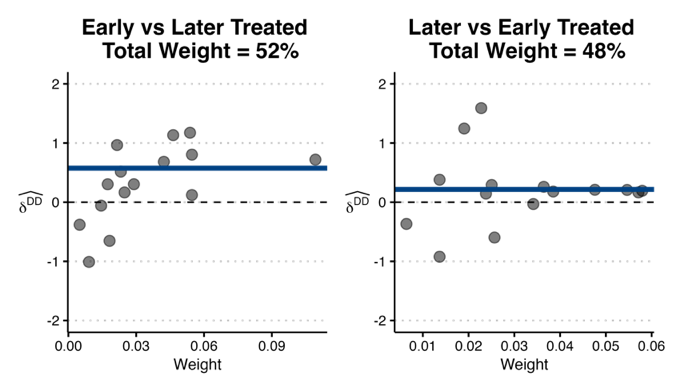 Early vs Later Treated
Total Weight = 52%
2
1
0
-1
-2
δ̂ᴰᴰ
0.00 0.03 0.06 0.09
Weight
Later vs Early Treated
Total Weight = 48%
2
1
0
-1
-2
δ̂ᴰᴰ
0.01 0.02 0.03 0.04 0.05 0.06
Weight